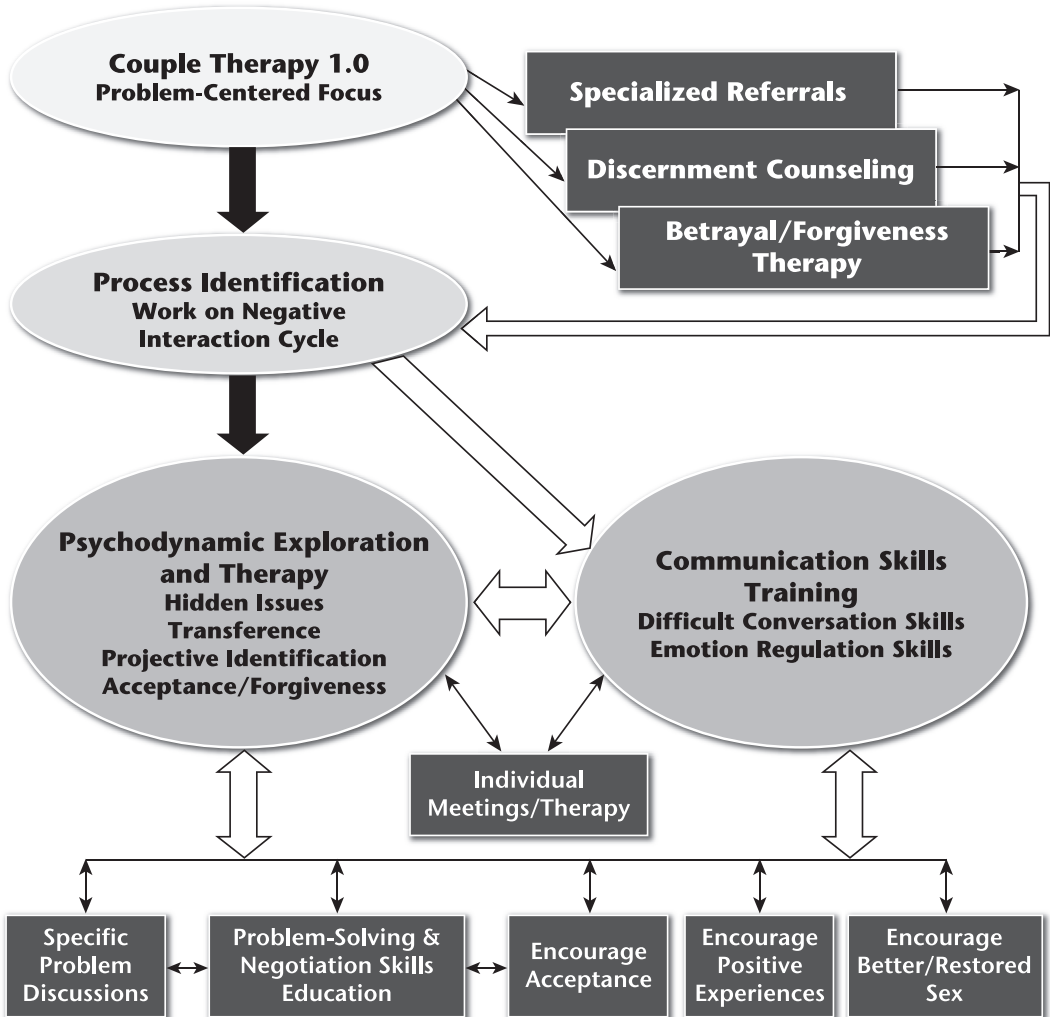 Couple Therapy 1.0
Problem-Centered Focus
Specialized Referrals
Discernment Counseling
Betrayal/Forgiveness
Therapy
Process Identification
Work on Negative
Interaction Cycle
Psychodynamic Exploration
and Therapy
Hidden Issues
Transference
Projective Identification
Acceptance/Forgiveness
Communication Skills
Training
Difficult Conversation Skills
Emotion Regulation Skills
Individual
Meetings/Therapy
Specific
Problem
Discussions
Problem-Solving &
Negotiation Skills
Education
Encourage
Acceptance
Encourage
Positive
Experiences
Encourage
Better/Restored
Sex